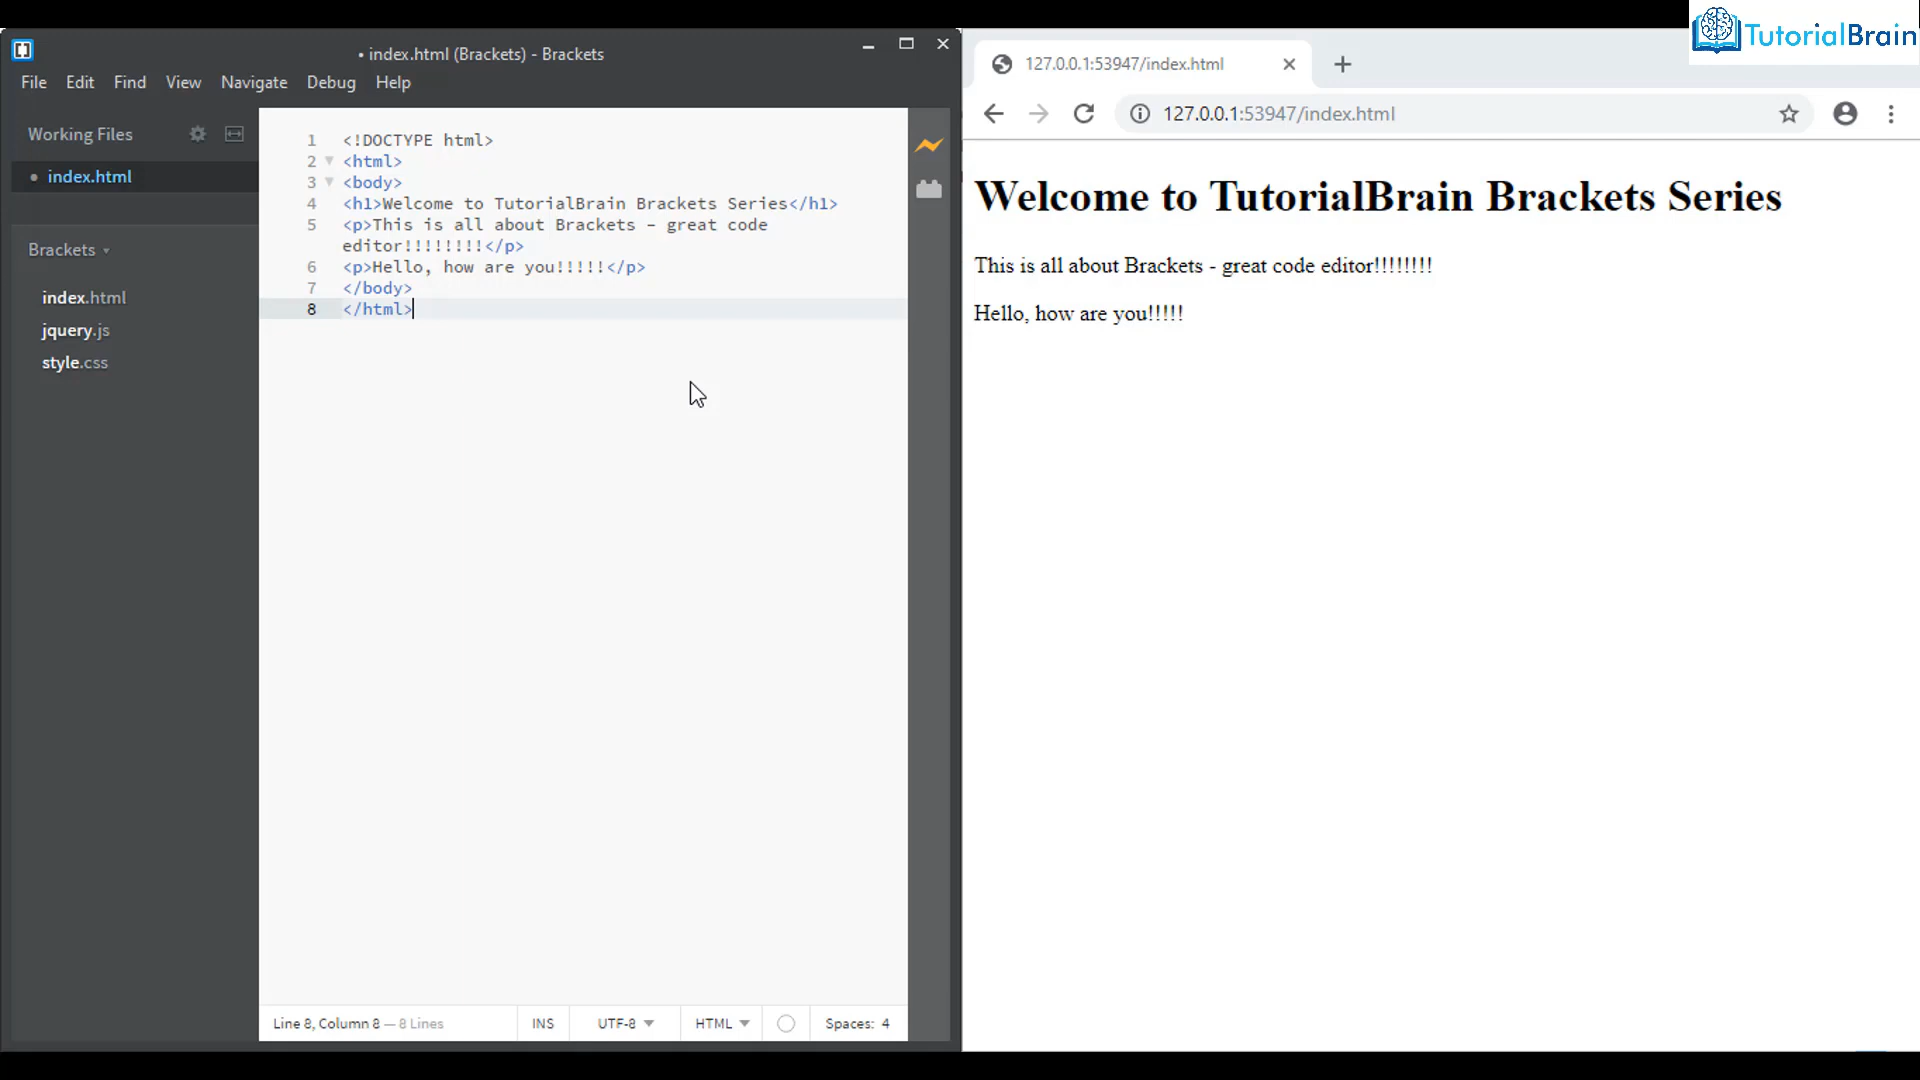 TutorialBrain
• index.html (Brackets) - Brackets
File Edit Find View Navigate Debug Help
Working Files
• index.html
Brackets
index.html
jquery.js
style.css
1 <!DOCTYPE html>
2 <html>
3 <body>
4 <h1>Welcome to TutorialBrain Brackets Series</h1>
5 <p>This is all about Brackets – great code
editor!!!!!!!!</p>
6 <p>Hello, how are you!!!!!</p>
7 </body>
8 </html>
Line 8, Column 8 — 8 Lines INS UTF-8 HTML Spaces: 4
127.0.0.1:53947/index.html
127.0.0.1:53947/index.html
Welcome to TutorialBrain Brackets Series
This is all about Brackets - great code editor!!!!!!!!
Hello, how are you!!!!!